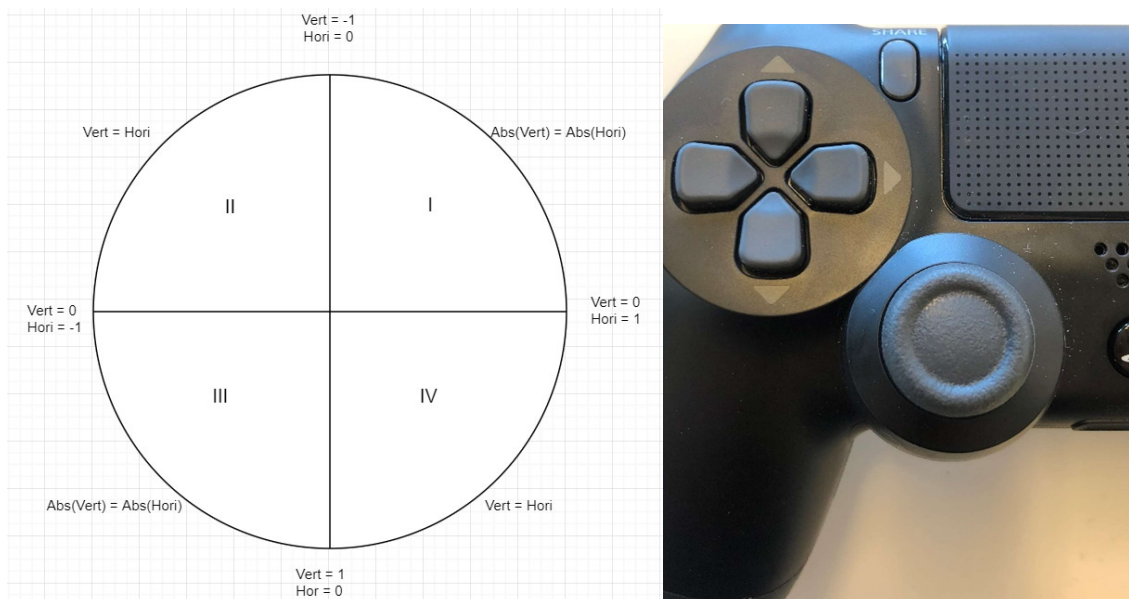 Vert = -1
Hori = 0
Vert = Hori
Abs(Vert) = Abs(Hori)
II
I
Vert = 0
Hori = -1
Vert = 0
Hori = 1
III
IV
Abs(Vert) = Abs(Hori)
Vert = Hori
Vert = 1
Hor = 0
SHARE